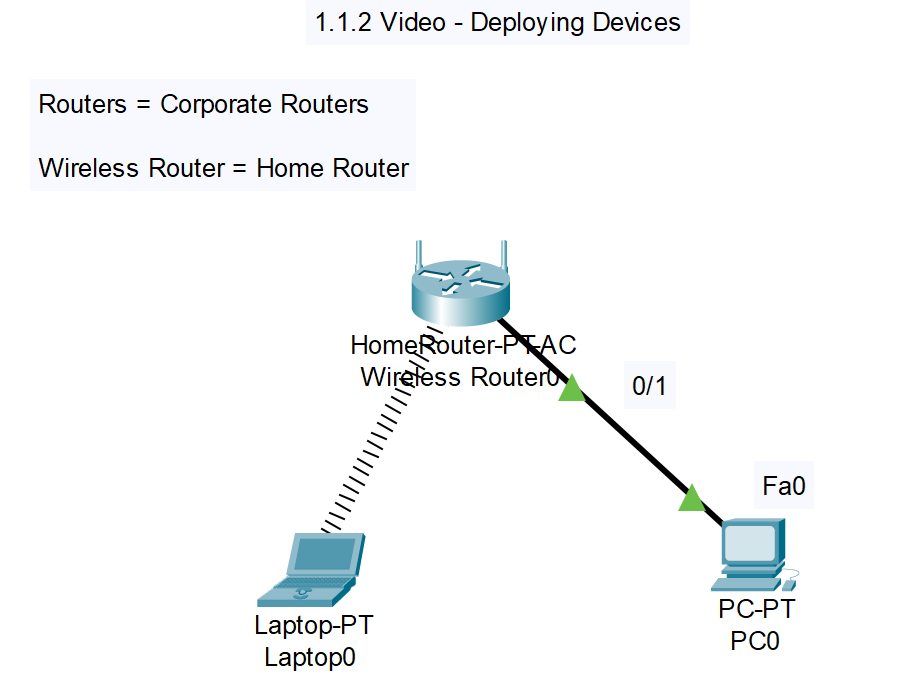 1.1.2 Video - Deploying Devices
Routers = Corporate Routers
Wireless Router = Home Router
HomeRouter-PT-AC
Wireless Router0
0/1
Fa0
Laptop-PT
Laptop0
PC-PT
PC0